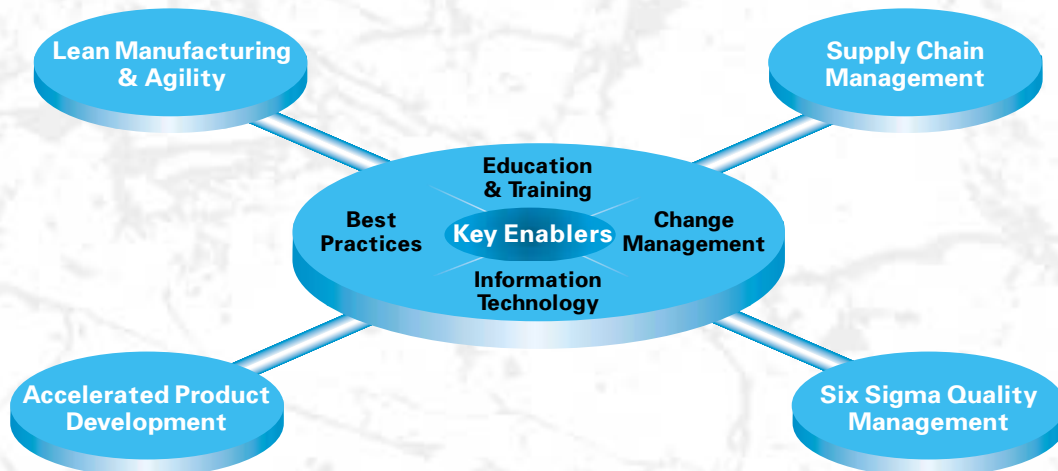 Lean Manufacturing
& Agility
Supply Chain
Management
Education
& Training
Best
Practices
Key Enablers
Change
Management
Information
Technology
Accelerated Product
Development
Six Sigma Quality
Management